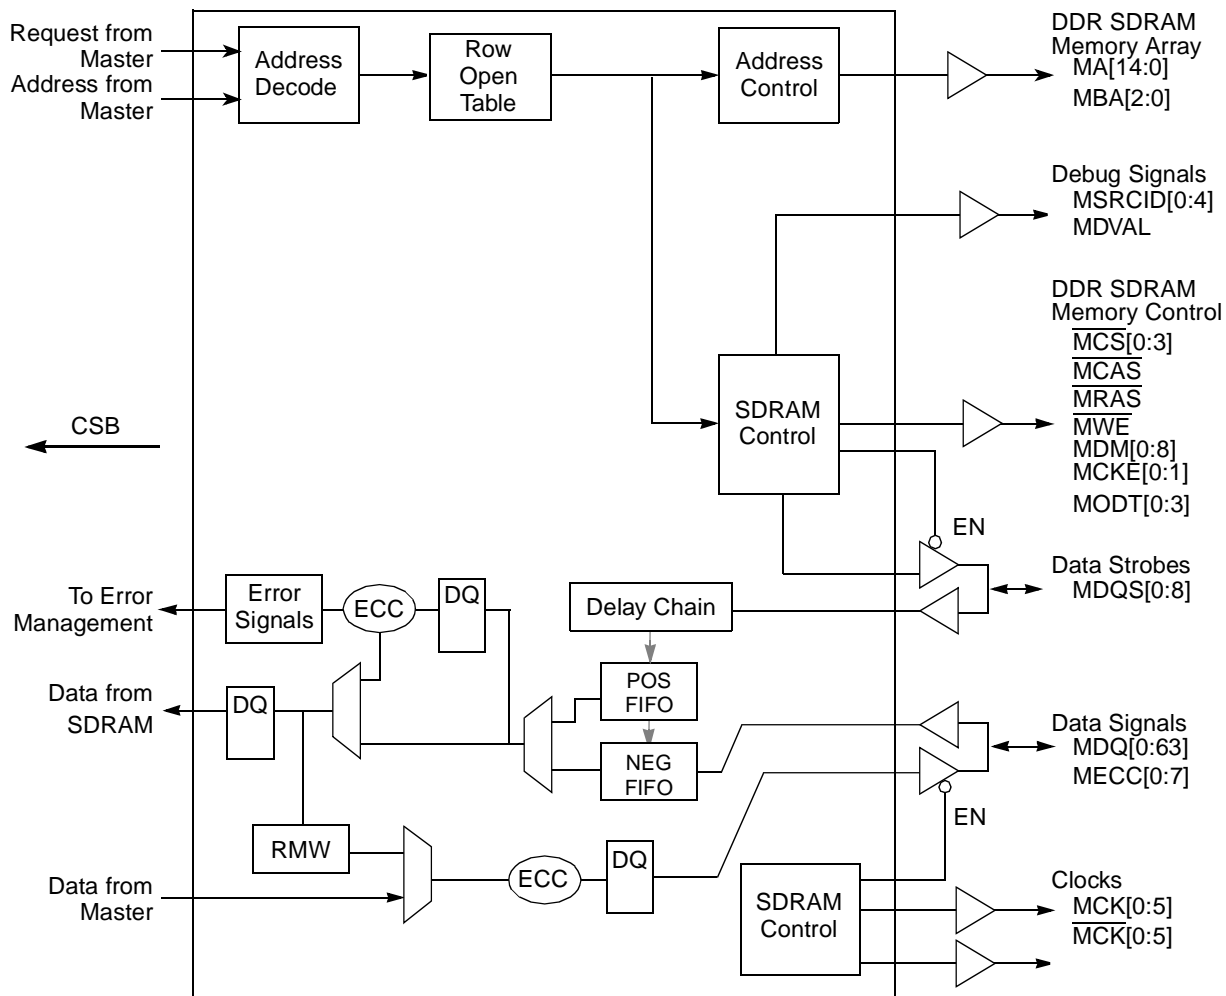 Request from
Master
Address from
Master
Address
Decode
Row
Open
Table
Address
Control
DDR SDRAM
Memory Array
MA[14:0]
MBA[2:0]
Debug Signals
MSRCID[0:4]
MDVAL
DDR SDRAM
Memory Control
MCS[0:3]
MCAS
MRAS
MWE
MDM[0:8]
MCKE[0:1]
MODT[0:3]
CSB
SDRAM
Control
EN
Data Strobes
MDQS[0:8]
To Error
Management
Error
Signals
ECC
DQ
Delay Chain
POS
FIFO
NEG
FIFO
Data from
SDRAM
DQ
Data Signals
MDQ[0:63]
MECC[0:7]
EN
RMW
Data from
Master
ECC
DQ
SDRAM
Control
Clocks
MCK[0:5]
MCK[0:5]